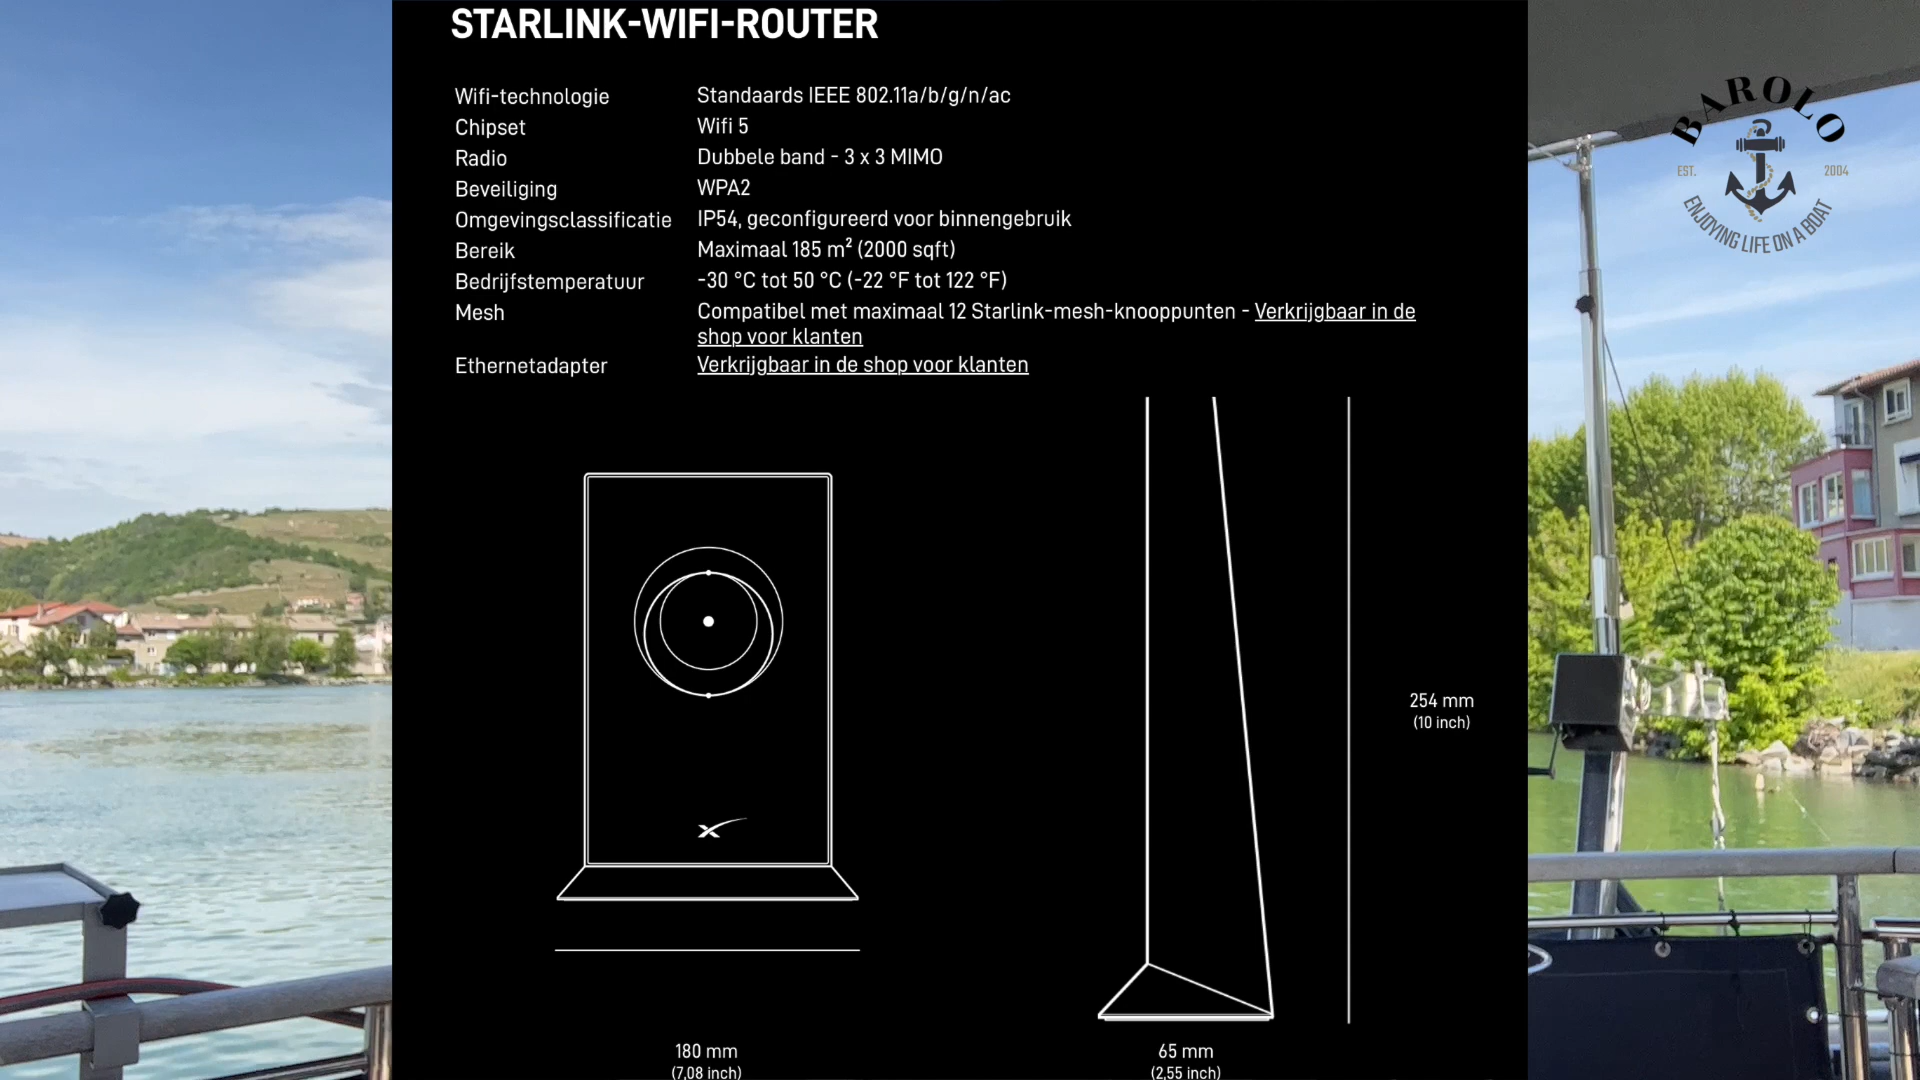 STARLINK-WIFI-ROUTER
Wifi-technologie Standaards IEEE 802.11a/b/g/n/ac
Chipset Wifi 5
Radio Dubbele band - 3 x 3 MIMO
Beveiliging WPA2
Omgevingsclassificatie IP54, geconfigureerd voor binnengebruik
Bereik Maximaal 185 m² (2000 sqft)
Bedrijfstemperatuur -30 °C tot 50 °C (-22 °F tot 122 °F)
Mesh Compatibel met maximaal 12 Starlink-mesh-knooppunten - Verkrijgbaar in de
shop voor klanten
Ethernetadapter Verkrijgbaar in de shop voor klanten
254 mm
(10 inch)
180 mm
(7,08 inch)
65 mm
(2,55 inch)
BAROLO
EST. 2004
ENJOYING LIFE ON A BOAT